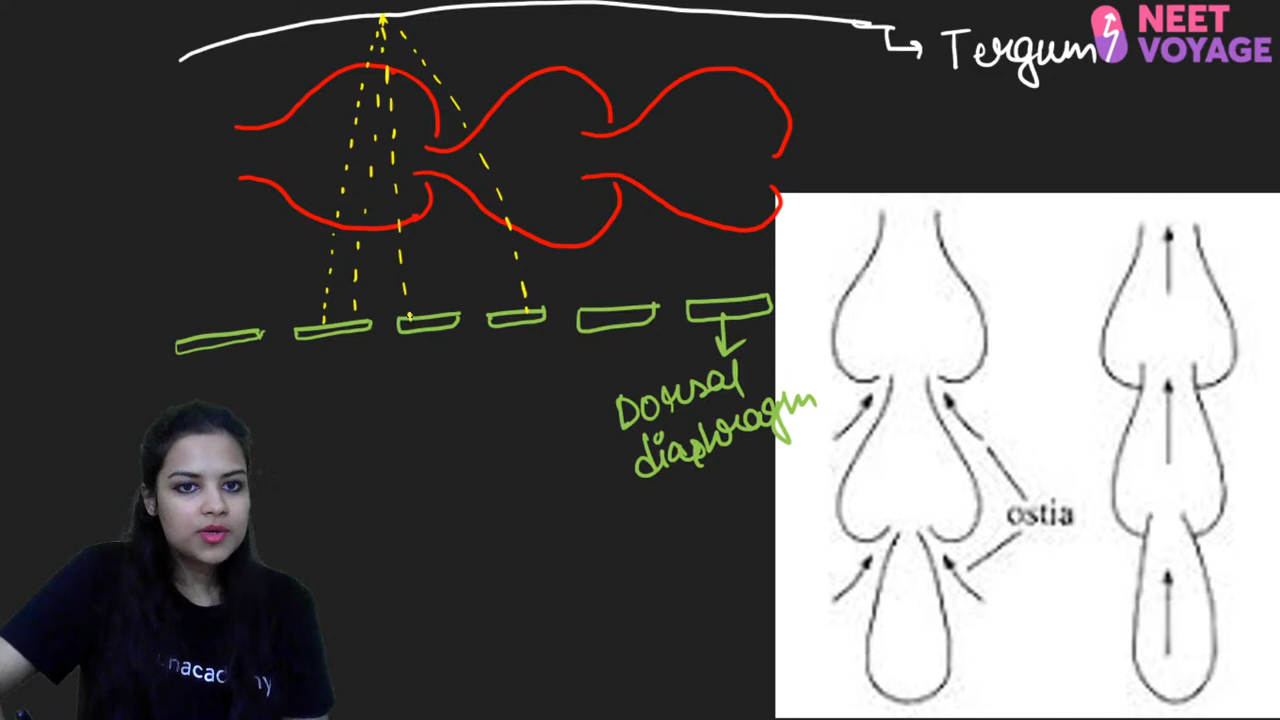 Tergum
NEET
VOYAGE
Dorsal
diaphragm
ostia
unacademy